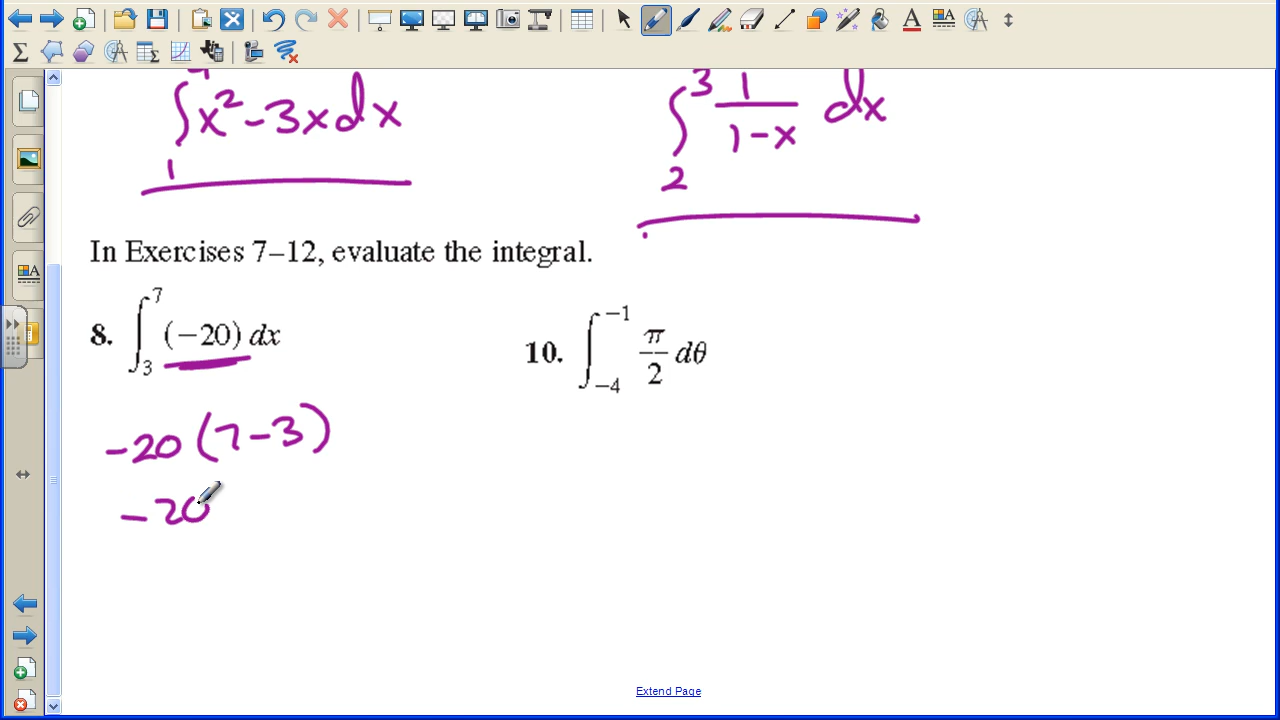 4
∫ x² - 3x dx
1
3
∫ 1/(1-x) dx
2
In Exercises 7–12, evaluate the integral.
8. ∫₃⁷ (−20) dx
10. ∫₋₄⁻¹ π/2 dθ
-20 (7-3)
-20
Extend Page